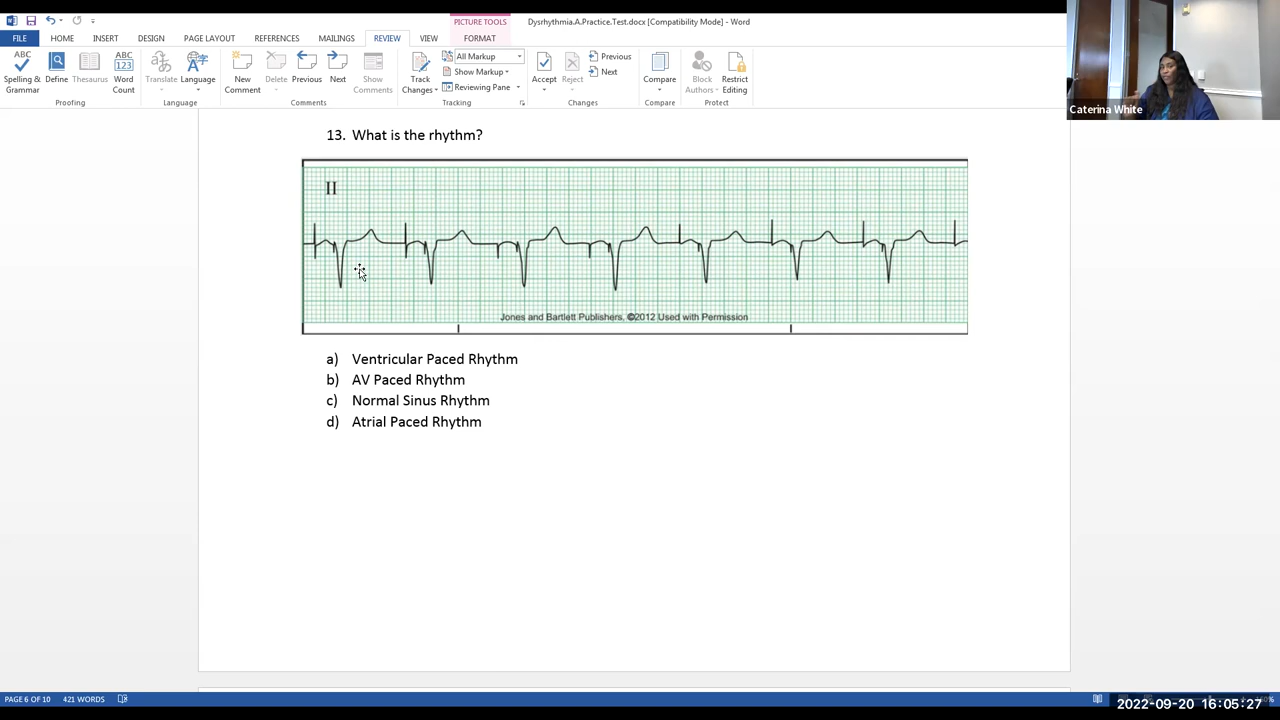 Dysrhythmia.A.Practice.Test.docx [Compatibility Mode] - Word
PICTURE TOOLS
FILE HOME INSERT DESIGN PAGE LAYOUT REFERENCES MAILINGS REVIEW VIEW FORMAT
ABC
Spelling & Grammar
Define
Thesaurus
ABC
123
Word Count
Proofing
Translate
Language
Language
New Comment
Delete
Previous
Next
Show Comments
Comments
Track Changes
All Markup
Show Markup
Reviewing Pane
Tracking
Accept
Reject
Previous
Next
Changes
Compare
Compare
Block Authors
Restrict Editing
Protect
Caterina White
13. What is the rhythm?
II
Jones and Bartlett Publishers, ©2012 Used with Permission
a) Ventricular Paced Rhythm
b) AV Paced Rhythm
c) Normal Sinus Rhythm
d) Atrial Paced Rhythm
PAGE 6 OF 10 421 WORDS
2022-09-20 16:05:27